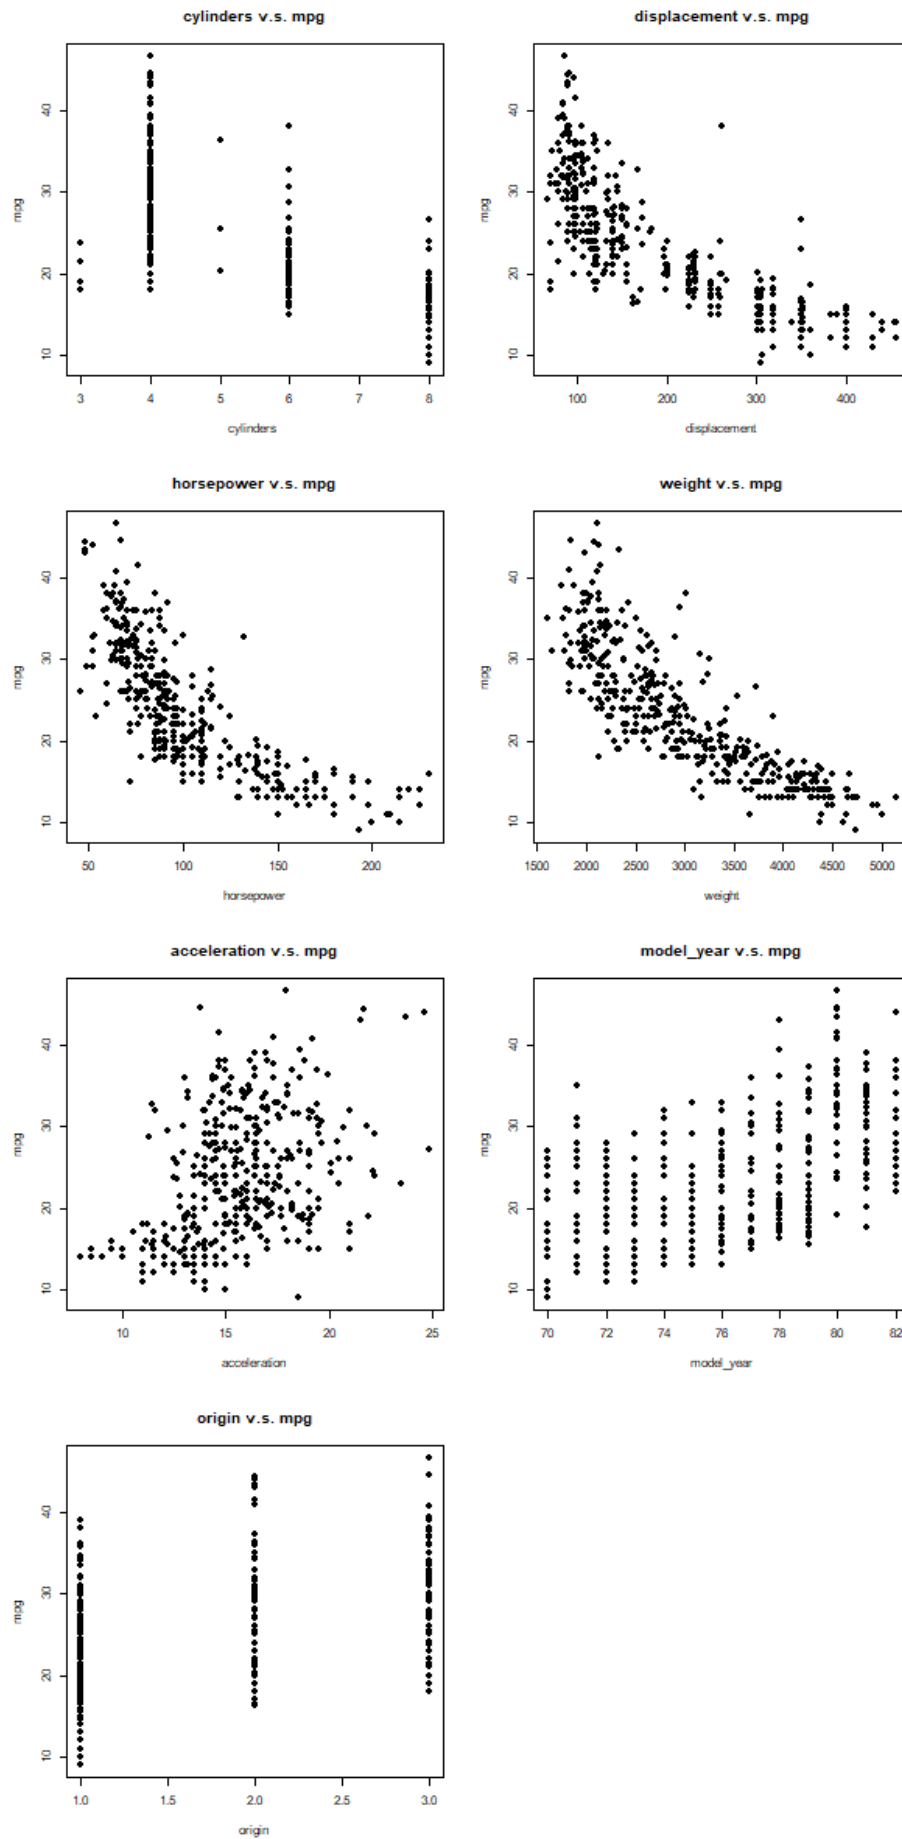 cylinders v.s. mpg
mpg
10 20 30 40
3 4 5 6 7 8
cylinders
displacement v.s. mpg
mpg
10 20 30 40
100 200 300 400
displacement
horsepower v.s. mpg
mpg
10 20 30 40
50 100 150 200
horsepower
weight v.s. mpg
mpg
10 20 30 40
1500 2000 2500 3000 3500 4000 4500 5000
weight
acceleration v.s. mpg
mpg
10 20 30 40
10 15 20 25
acceleration
model_year v.s. mpg
mpg
10 20 30 40
70 72 74 76 78 80 82
model_year
origin v.s. mpg
mpg
10 20 30 40
1.0 1.5 2.0 2.5 3.0
origin